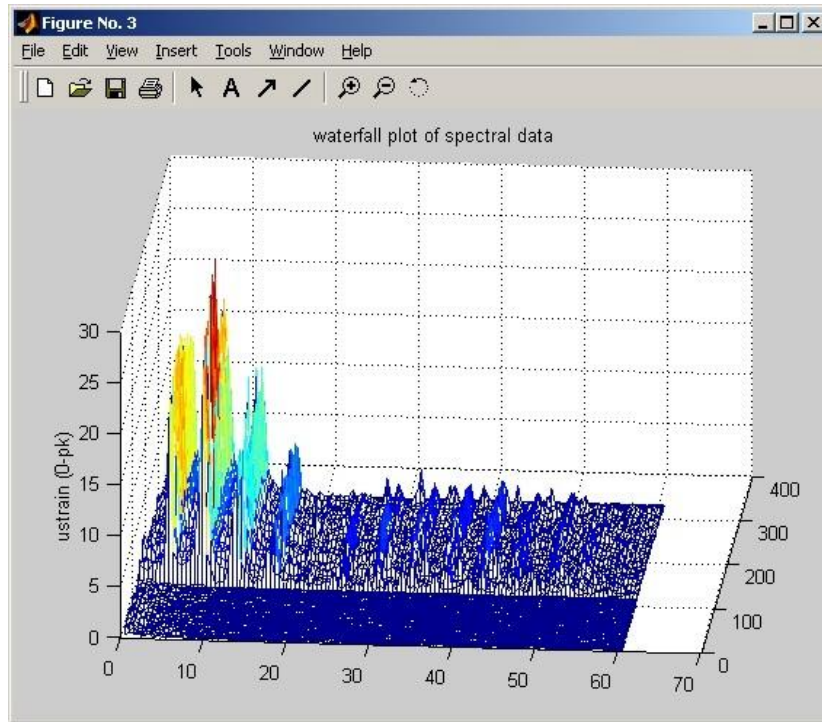 Figure No. 3
File Edit View Insert Tools Window Help
A
waterfall plot of spectral data
30
25
20
15
10
5
0
ustrain (0-pk)
0 10 20 30 40 50 60 70
400
300
200
100
0